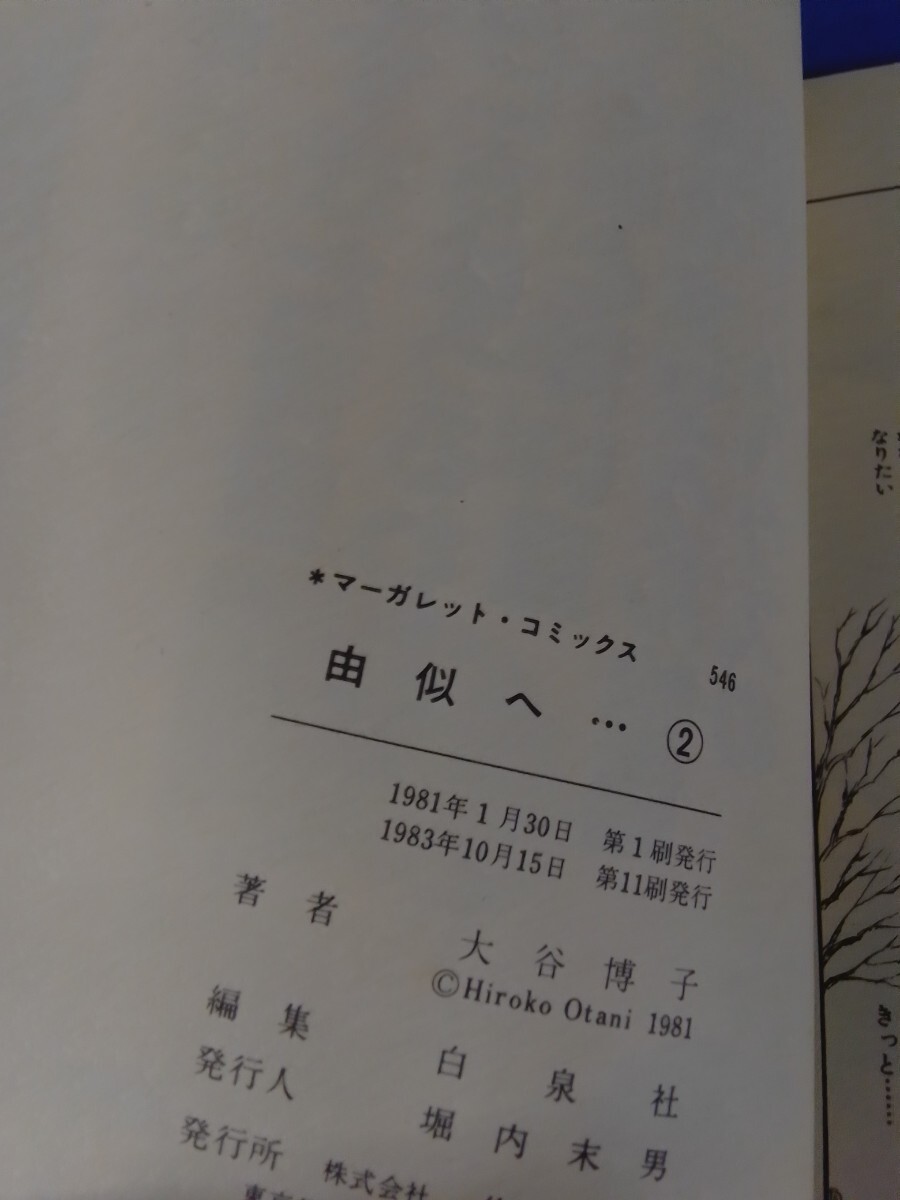 *マーガレット・コミックス 546
由似へ… ②
1981年1月30日 第1刷発行
1983年10月15日 第11刷発行
著者 大谷博子
©Hiroko Otani 1981
編集 白泉社
発行人 堀内末男
発行所 株式会社
なりたい
きっと……